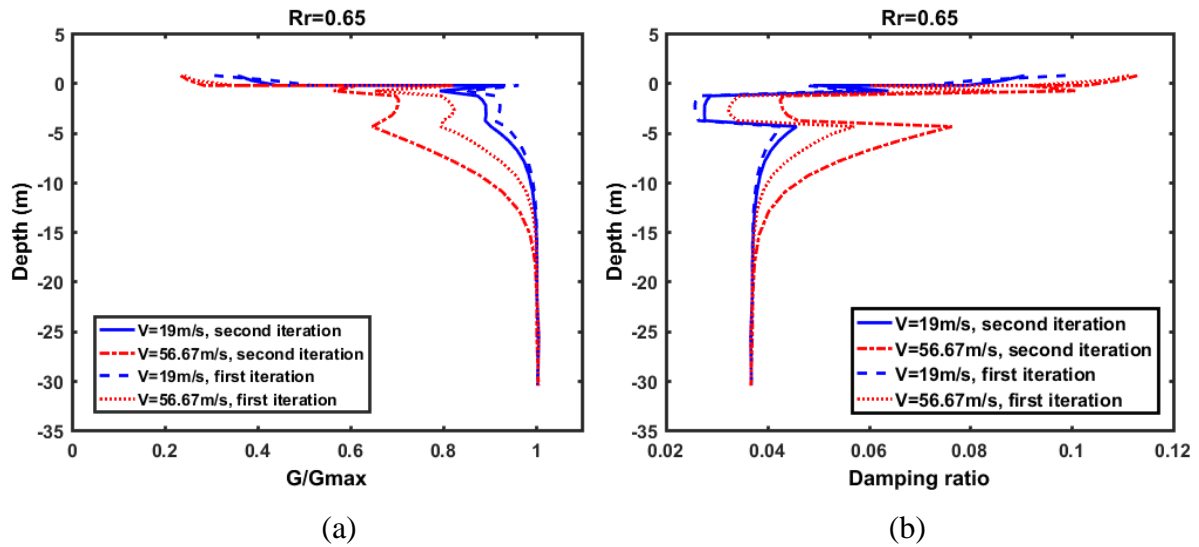 Rr=0.65
5
0
-5
-10
-15
-20
-25
-30
-35
Depth (m)
V=19m/s, second iteration
V=56.67m/s, second iteration
V=19m/s, first iteration
V=56.67m/s, first iteration
0 0.2 0.4 0.6 0.8 1
G/Gmax
(a)
Rr=0.65
5
0
-5
-10
-15
-20
-25
-30
-35
Depth (m)
V=19m/s, second iteration
V=56.67m/s, second iteration
V=19m/s, first iteration
V=56.67m/s, first iteration
0.02 0.04 0.06 0.08 0.1 0.12
Damping ratio
(b)